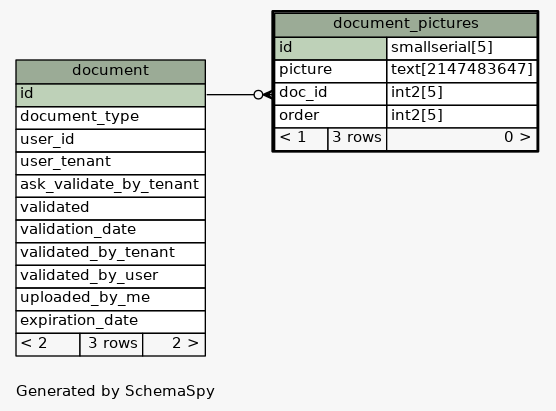 document_pictures
id smallserial[5]
picture text[2147483647]
doc_id int2[5]
order int2[5]
< 1 3 rows 0 >
document
id
document_type
user_id
user_tenant
ask_validate_by_tenant
validated
validation_date
validated_by_tenant
validated_by_user
uploaded_by_me
expiration_date
< 2 3 rows 2 >
Generated by SchemaSpy